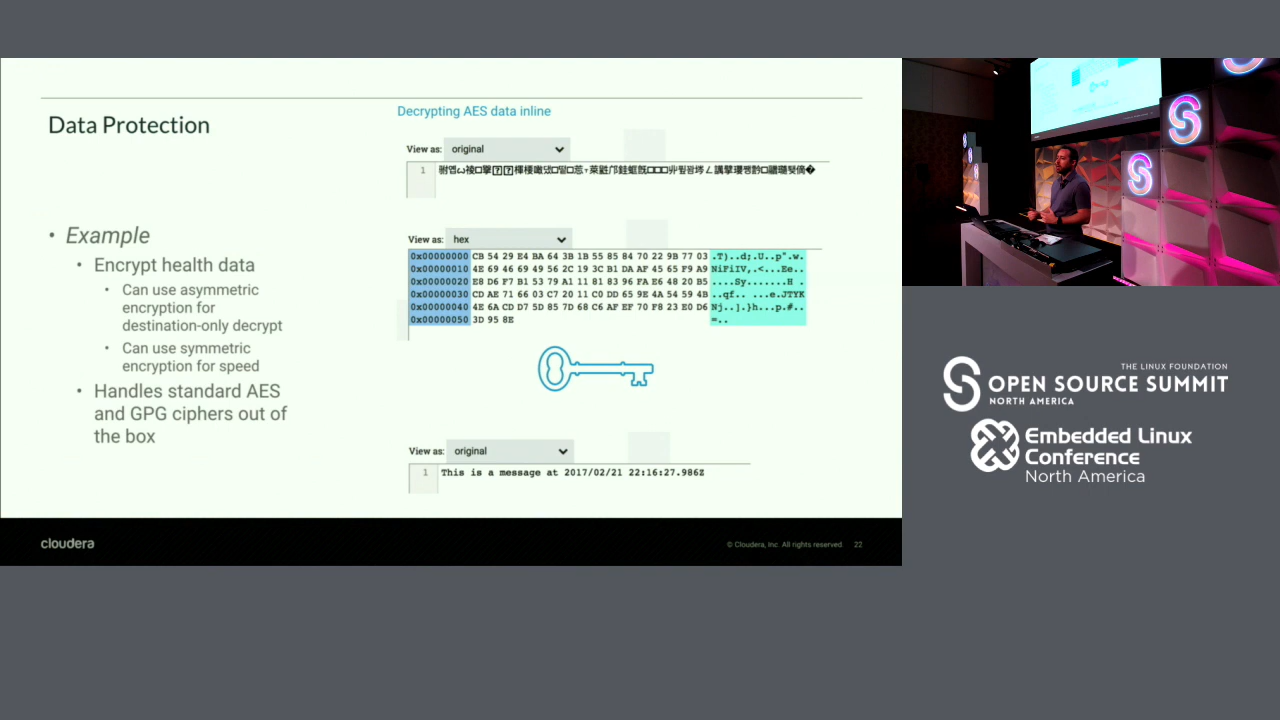 Data Protection
• Example
• Encrypt health data
• Can use asymmetric
encryption for
destination-only decrypt
• Can use symmetric
encryption for speed
• Handles standard AES
and GPG ciphers out of
the box
Decrypting AES data inline
View as: original
1
View as: hex
0x00000000 CB 54 29 E4 BA 64 3B 1B 55 85 84 70 22 9B 77 03 .T)..d;.U..p".w.
0x00000010 4E 69 46 69 49 56 2C 19 3C B1 DA AF 45 65 F9 A9 NiFiIV,.<...Ee..
0x00000020 E8 D6 F7 B1 53 79 A1 11 81 83 96 FA E6 48 20 B5 ....Sy.......H .
0x00000030 CD AE 71 66 03 C7 20 11 C0 DD 65 9E 4A 54 59 4B ..qf.. ...e.JTYK
0x00000040 4E 6A CD D7 5D 85 7D 68 C6 AF EF 70 F8 23 E0 D6 Nj..].}h...p.#..
0x00000050 3D 95 8E =..
View as: original
1 This is a message at 2017/02/21 22:16:27.986Z
cloudera
© Cloudera, Inc. All rights reserved. 22
THE LINUX FOUNDATION
OPEN SOURCE SUMMIT
NORTH AMERICA
Embedded Linux
Conference
North America